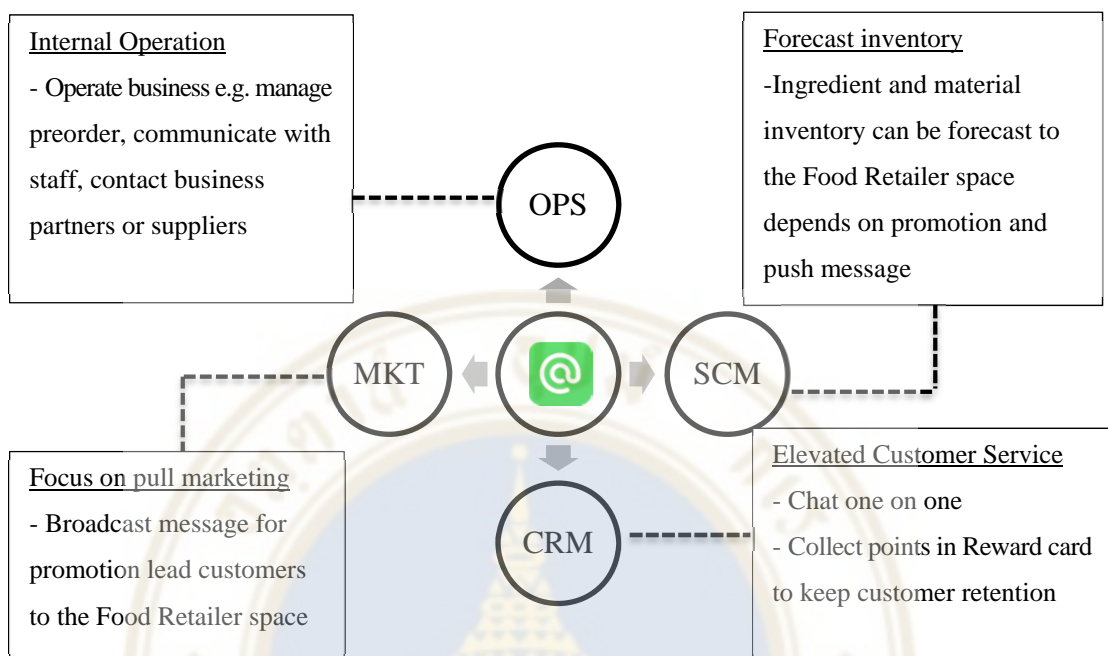 Internal Operation
- Operate business e.g. manage
preorder, communicate with
staff, contact business
partners or suppliers
Forecast inventory
-Ingredient and material
inventory can be forecast to
the Food Retailer space
depends on promotion and
push message
OPS
MKT
@
SCM
CRM
Focus on pull marketing
- Broadcast message for
promotion lead customers
to the Food Retailer space
Elevated Customer Service
- Chat one on one
- Collect points in Reward card
to keep customer retention